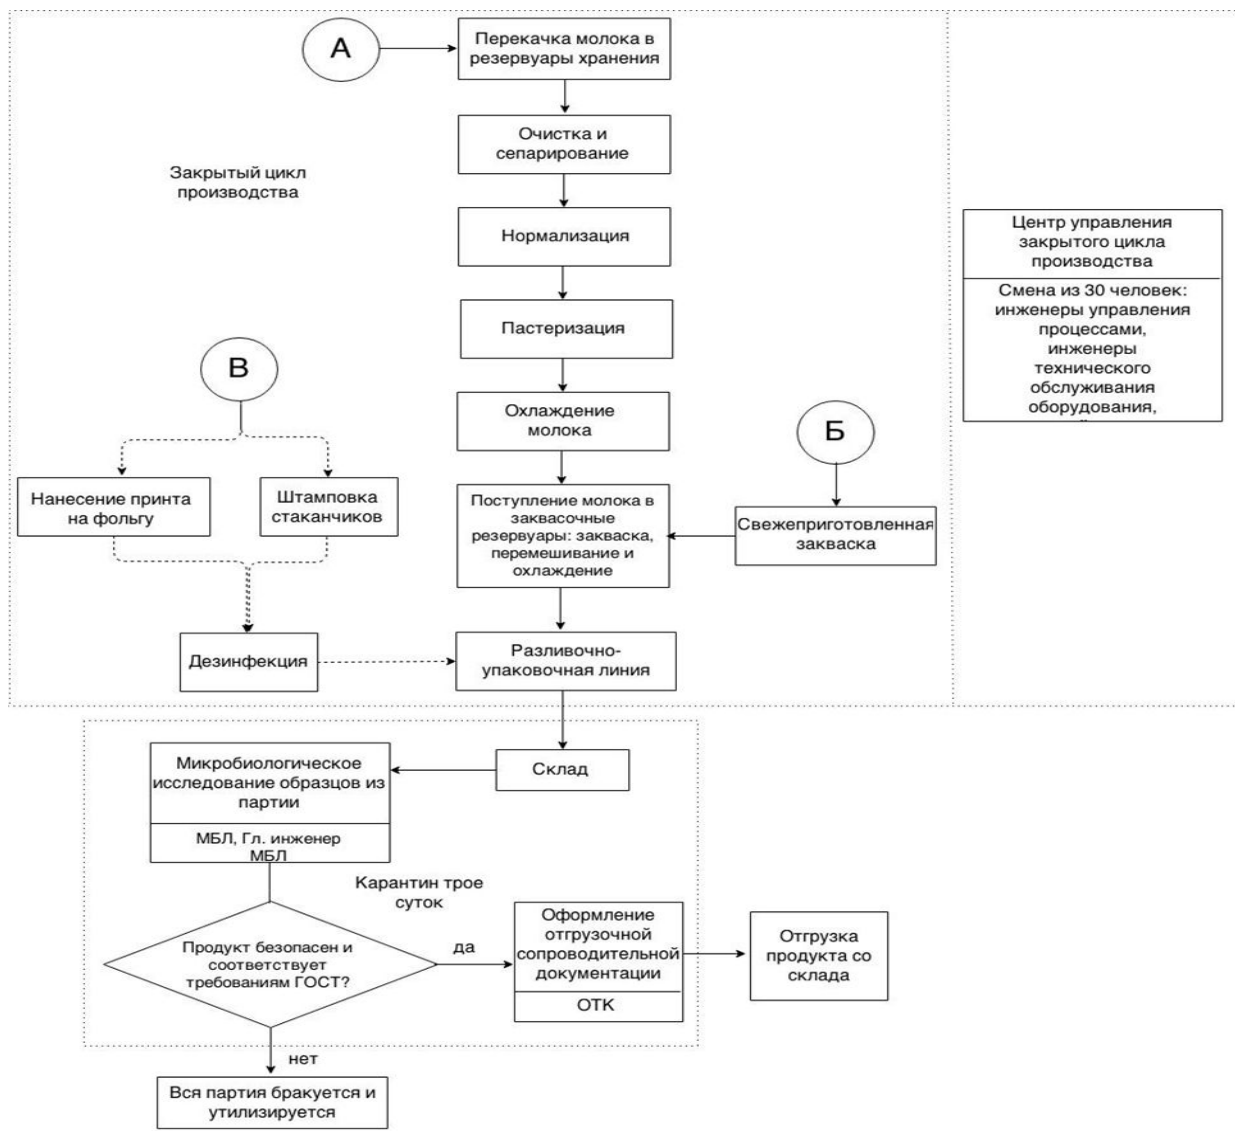 А
Перекачка молока в
резервуары хранения
Очистка и
сепарирование
Закрытый цикл
производства
Нормализация
Центр управления
закрытого цикла
производства
Смена из 30 человек:
инженеры управления
процессами,
инженеры
технического
обслуживания
оборудования,
Пастеризация
В
Охлаждение
молока
Б
Нанесение принта
на фольгу
Штамповка
стаканчиков
Поступление молока в
заквасочные
резервуары: закваска,
перемешивание и
охлаждение
Свежеприготовленная
закваска
Дезинфекция
Разливочно-
упаковочная линия
Склад
Микробиологическое
исследование образцов из
партии
МБЛ, Гл. инженер
МБЛ
Карантин трое
суток
Продукт безопасен и
соответствует
требованиям ГОСТ?
да
Оформление
отгрузочной
сопроводительной
документации
ОТК
Отгрузка
продукта со
склада
нет
Вся партия бракуется и
утилизируется